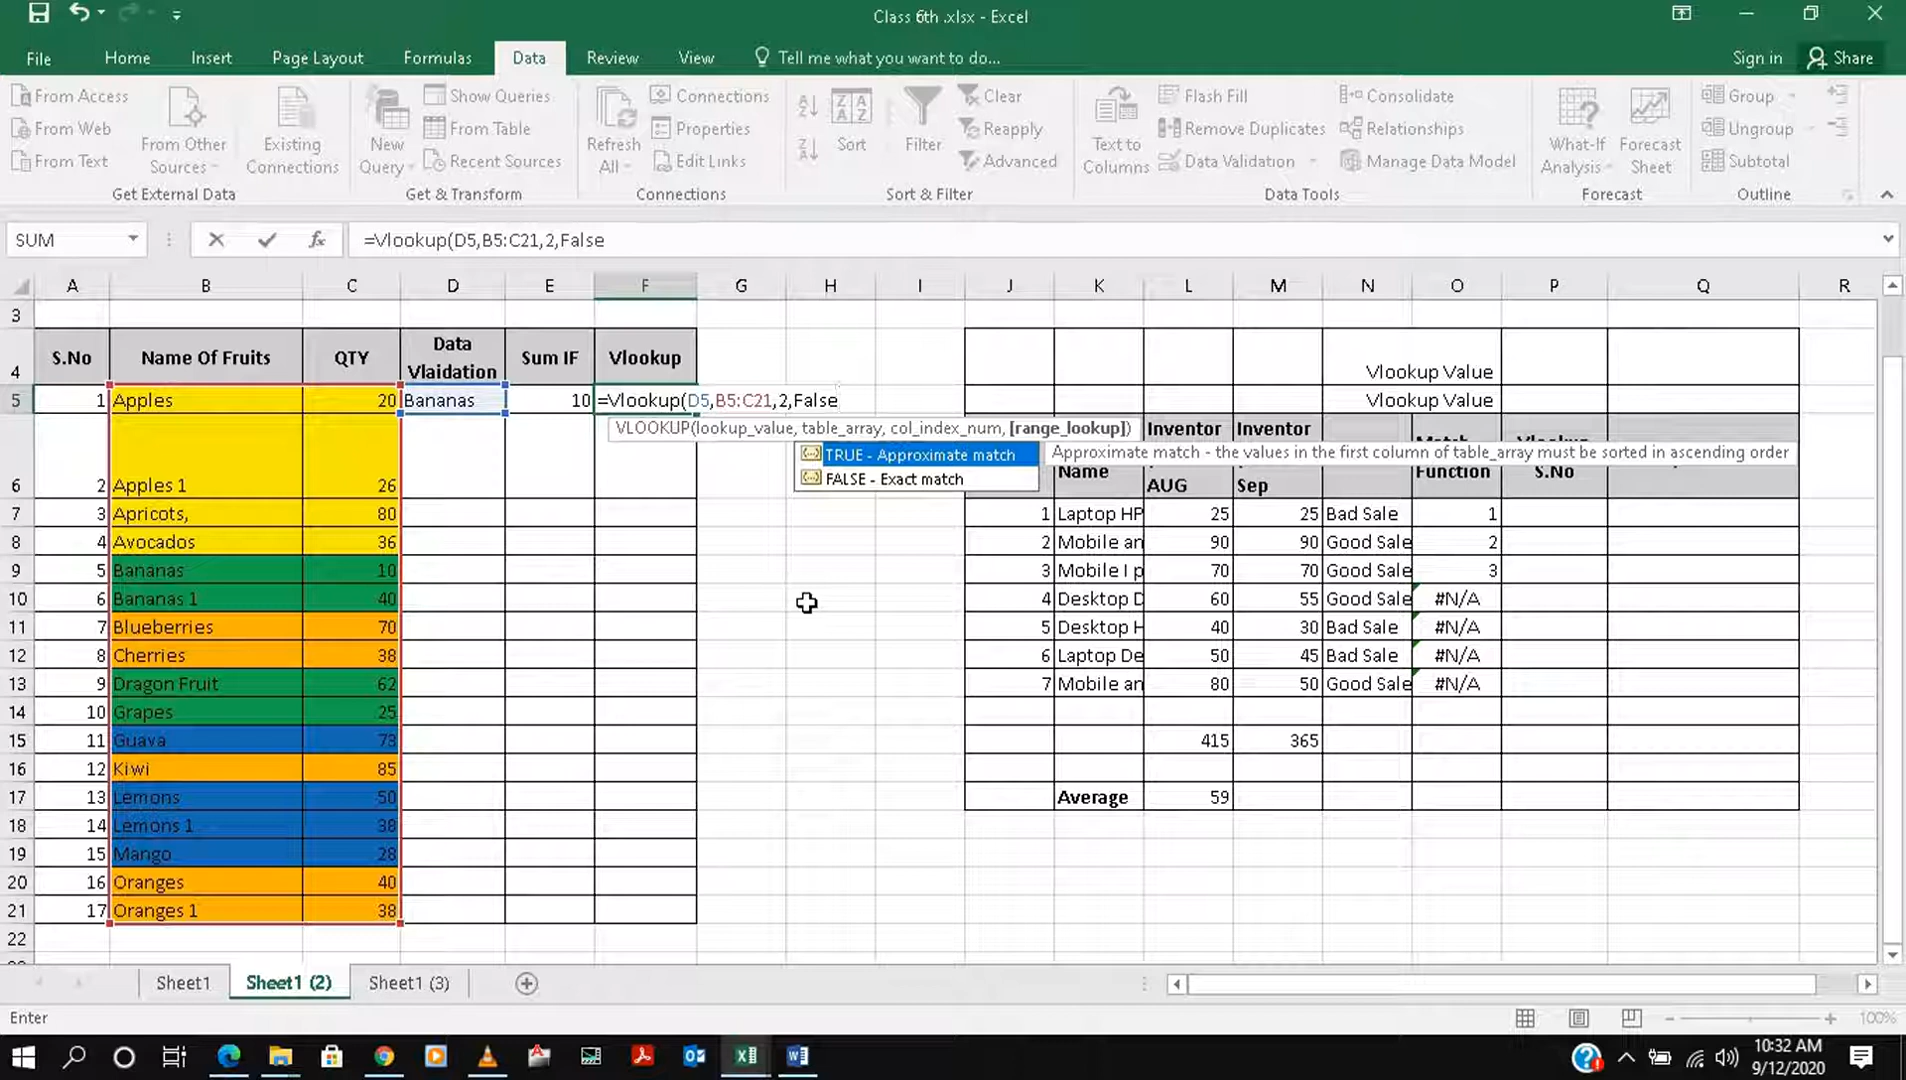 Class 6th .xlsx - Excel
File Home Insert Page Layout Formulas Data Review View Tell me what you want to do... Sign in Share
From Access
From Web
From Text
From Other Sources
Existing Connections
Get External Data
New Query
Show Queries
From Table
Recent Sources
Get & Transform
Refresh All
Connections
Properties
Edit Links
Connections
Sort
Filter
Clear
Reapply
Advanced
Sort & Filter
Text to Columns
Flash Fill
Remove Duplicates
Data Validation
Consolidate
Relationships
Manage Data Model
Data Tools
What-If Analysis
Forecast Sheet
Forecast
Group
Ungroup
Subtotal
Outline
SUM fx =Vlookup(D5,B5:C21,2,False
A B C D E F G H I J K L M N O P Q R
3
4 S.No Name Of Fruits QTY Data Vlaidation Sum IF Vlookup Vlookup Value
5 1 Apples 20 Bananas 10 =Vlookup(D5,B5:C21,2,False Vlookup Value
VLOOKUP(lookup_value, table_array, col_index_num, [range_lookup])
TRUE - Approximate match
FALSE - Exact match
Approximate match - the values in the first column of table_array must be sorted in ascending order
6 2 Apples 1 26 Name Inventor AUG Inventor Sep Function S.No
7 3 Apricots, 80 1 Laptop HP 25 25 Bad Sale 1
8 4 Avocados 36 2 Mobile an 90 90 Good Sale 2
9 5 Bananas 10 3 Mobile I p 70 70 Good Sale 3
10 6 Bananas 1 40 4 Desktop D 60 55 Good Sale #N/A
11 7 Blueberries 70 5 Desktop H 40 30 Bad Sale #N/A
12 8 Cherries 38 6 Laptop De 50 45 Bad Sale #N/A
13 9 Dragon Fruit 62 7 Mobile an 80 50 Good Sale #N/A
14 10 Grapes 25
15 11 Guava 73 415 365
16 12 Kiwi 85
17 13 Lemons 50 Average 59
18 14 Lemons 1 38
19 15 Mango 28
20 16 Oranges 40
21 17 Oranges 1 38
22
Sheet1 Sheet1 (2) Sheet1 (3)
Enter 100%
10:32 AM
9/12/2020